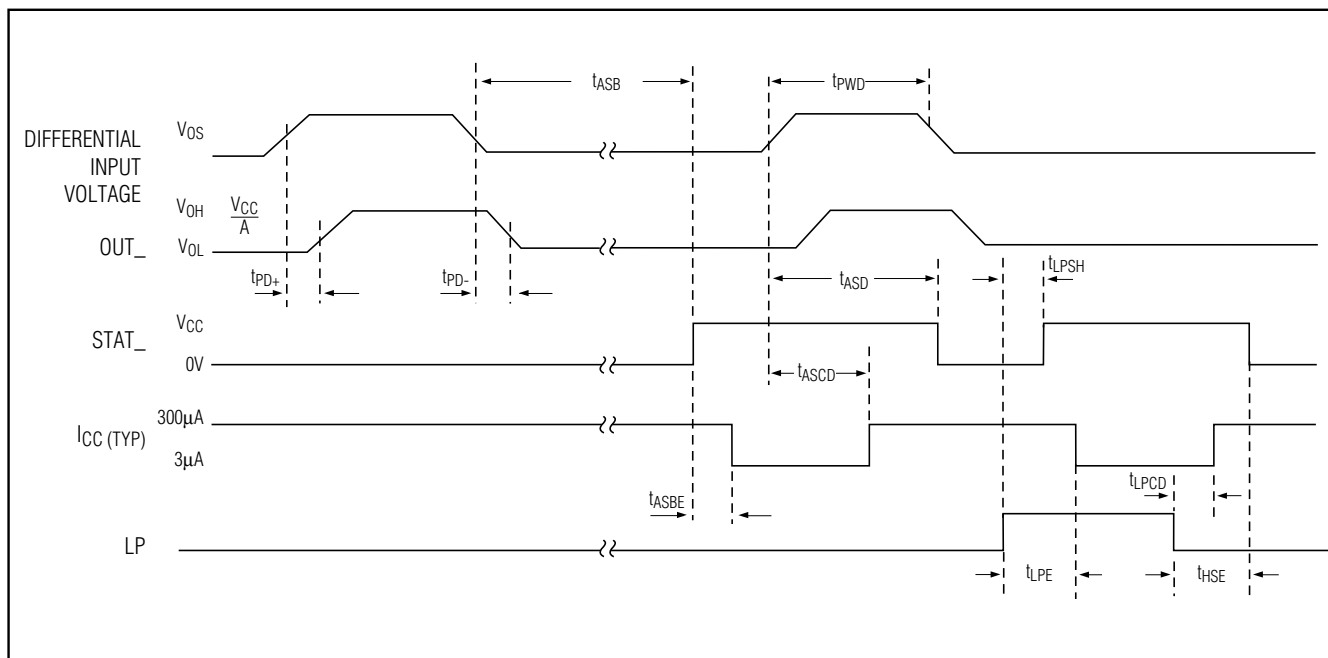 tASB
tPWD
DIFFERENTIAL
INPUT
VOLTAGE
VOS
VOH
VCC
A
OUT_
VOL
tPD+
tPD-
tASD
tLPSH
STAT_
VCC
0V
tASCD
ICC (TYP)
300µA
3µA
tASBE
tLPCD
LP
tLPE
tHSE